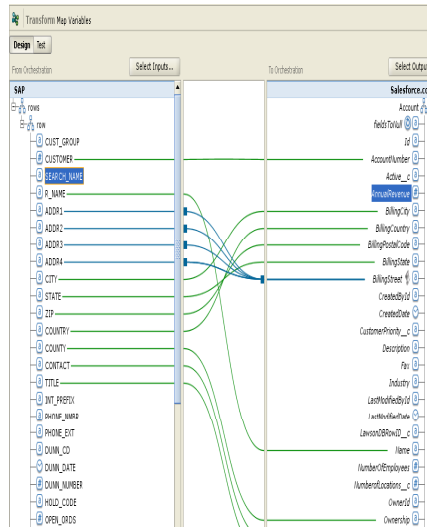 Transform Map Variables
Design Test
From Orchestration
Select Inputs...
To Orchestration
Select Outpu
SAP
Salesforce.co
rows
Account
row
fieldsToNull
CUST_GROUP
Id
CUSTOMER
AccountNumber
SEARCH_NAME
Active__c
R_NAME
AnnualRevenue
ADDR1
BillingCity
ADDR2
BillingCountry
ADDR3
BillingPostalCode
ADDR4
BillingState
CITY
BillingStreet
STATE
CreatedById
ZIP
CreatedDate
COUNTRY
CustomerPriority__c
COUNTY
Description
CONTACT
Fax
TITLE
Industry
INT_PREFIX
LastModifiedById
PHONE_NMBR
LastModifiedDate
PHONE_EXT
LawsonDBRowID__c
DUNN_CD
Name
DUNN_DATE
NumberOfEmployees
DUNN_NUMBER
NumberofLocations__c
HOLD_CODE
OwnerId
OPEN_ORDS
Ownership